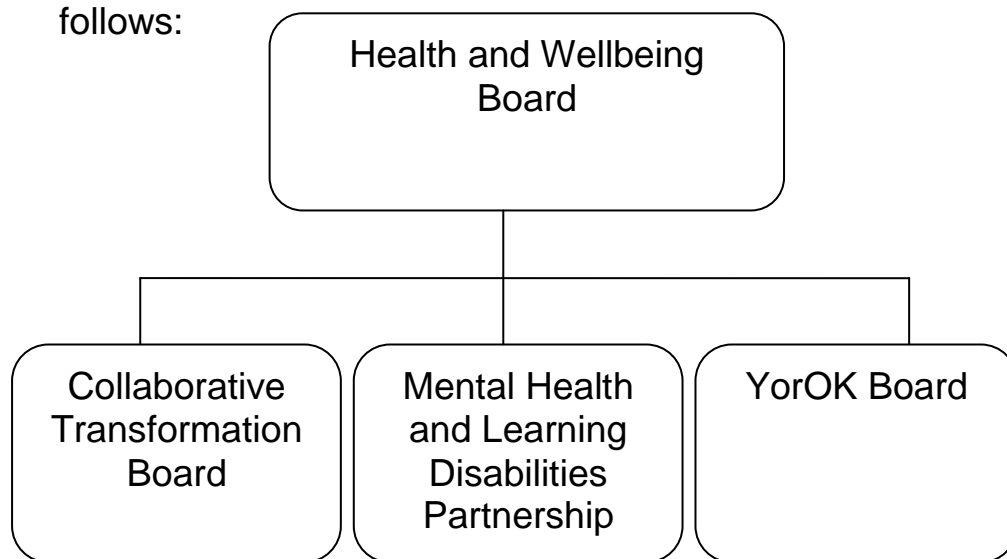 follows:
Health and Wellbeing
Board
Collaborative
Transformation
Board
Mental Health
and Learning
Disabilities
Partnership
YorOK Board